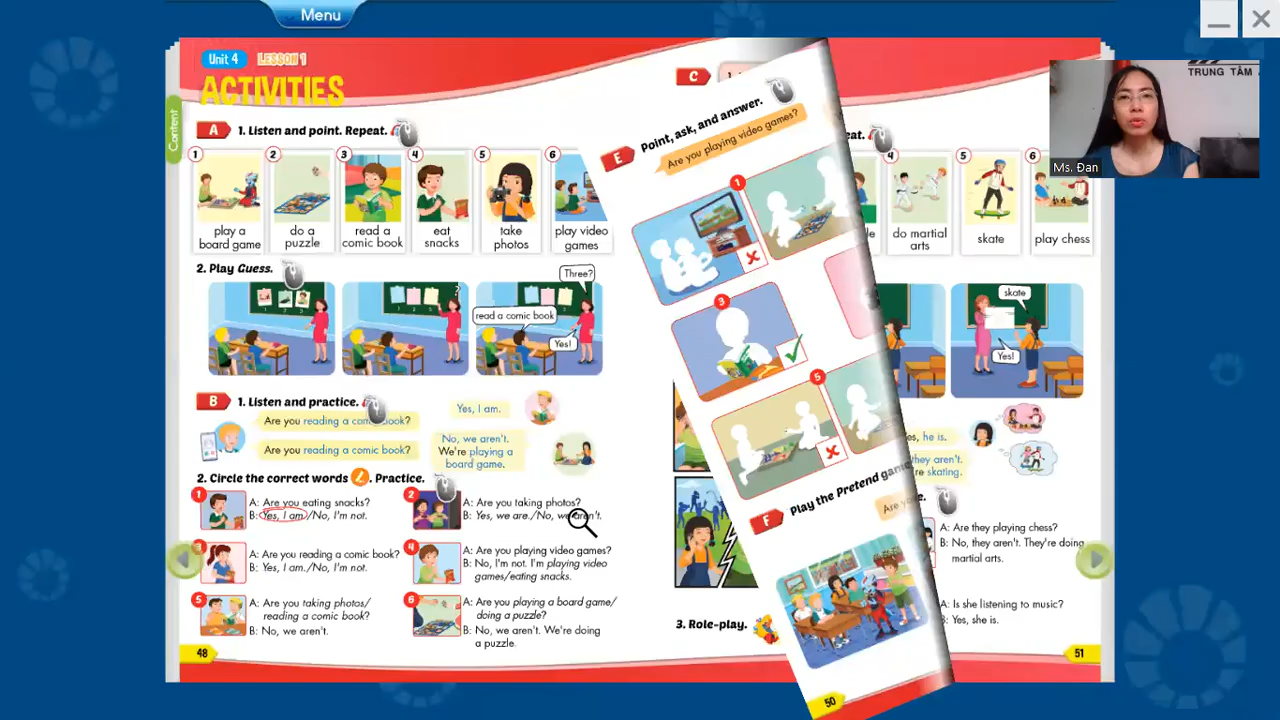 Menu
TRUNG TÂM
Ms. Đan
Content
Unit 4 LESSON 1
ACTIVITIES
A 1. Listen and point. Repeat.
1 2 3 4 5 6
play a board game
do a puzzle
read a comic book
eat snacks
take photos
play video games
2. Play Guess.
Three?
read a comic book
Yes!
B 1. Listen and practice.
Are you reading a comic book?
Yes, I am.
Are you reading a comic book?
No, we aren't.
We're playing a
board game.
2. Circle the correct words. Practice.
1 A: Are you eating snacks?
B: Yes, I am./No, I'm not.
2 A: Are you taking photos?
B: Yes, we are./No, we aren't.
3 A: Are you reading a comic book?
B: Yes, I am./No, I'm not.
4 A: Are you playing video games?
B: No, I'm not. I'm playing video
games/eating snacks.
5 A: Are you taking photos/
reading a comic book?
B: No, we aren't.
6 A: Are you playing a board game/
doing a puzzle?
B: No, we aren't. We're doing
a puzzle.
48
C
E Point, ask, and answer.
Are you playing video games?
1
3
5
F Play the Pretend game.
50
4 5 6
do martial arts
skate
play chess
skate
Yes!
he is.
they aren't.
skating.
A: Are they playing chess?
B: No, they aren't. They're doing
martial arts.
A: Is she listening to music?
B: Yes, she is.
3. Role-play.
51